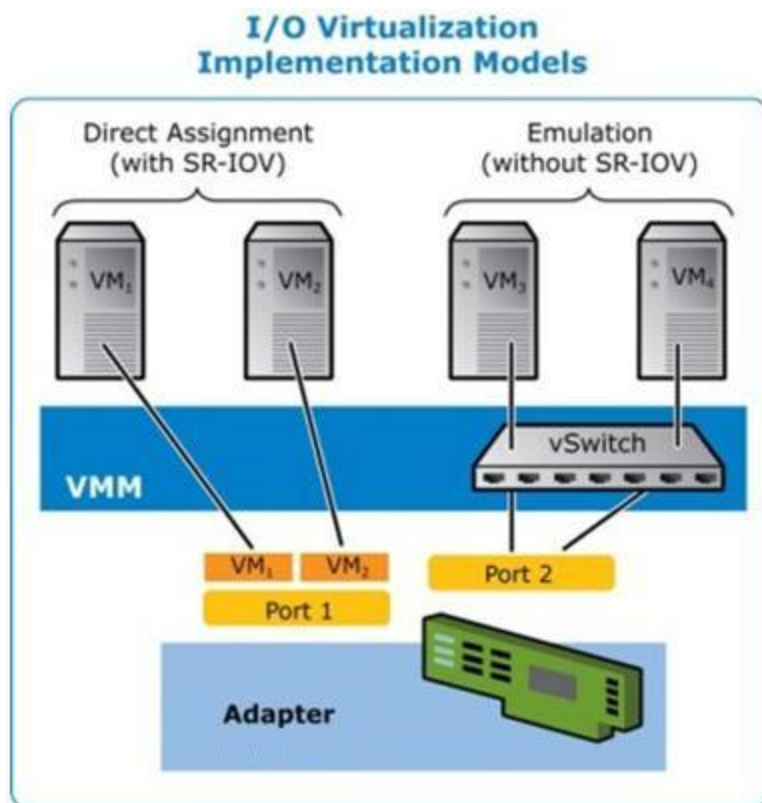 I/O Virtualization
Implementation Models
Direct Assignment
(with SR-IOV)
Emulation
(without SR-IOV)
VM₁
VM₂
VM₃
VM₄
vSwitch
VMM
VM₁
VM₂
Port 1
Port 2
Adapter